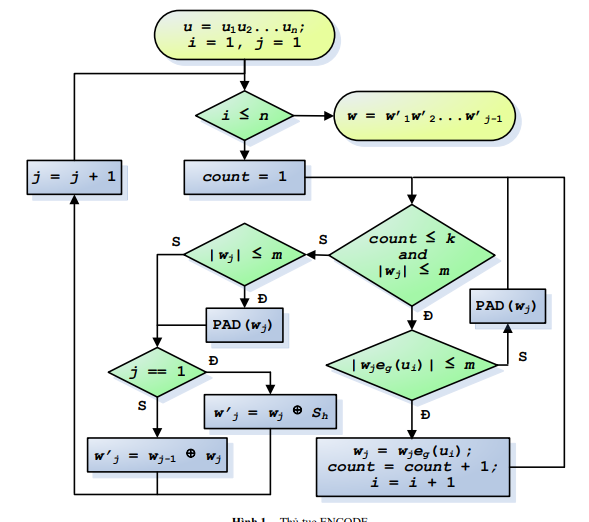 u = u₁u₂...uₙ;
i = 1, j = 1
i ≤ n
w = w'₁w'₂...w'ⱼ₋₁
j = j + 1
count = 1
count ≤ k
and
|wⱼ| ≤ m
S
|wⱼ| ≤ m
S
Đ
PAD(wⱼ)
Đ
PAD(wⱼ)
|wⱼe𝑔(uᵢ)| ≤ m
S
Đ
j == 1
Đ
S
w'ⱼ = wⱼ ⊕ Sₕ
w'ⱼ = wⱼ₋₁ ⊕ wⱼ
wⱼ = wⱼe𝑔(uᵢ);
count = count + 1;
i = i + 1